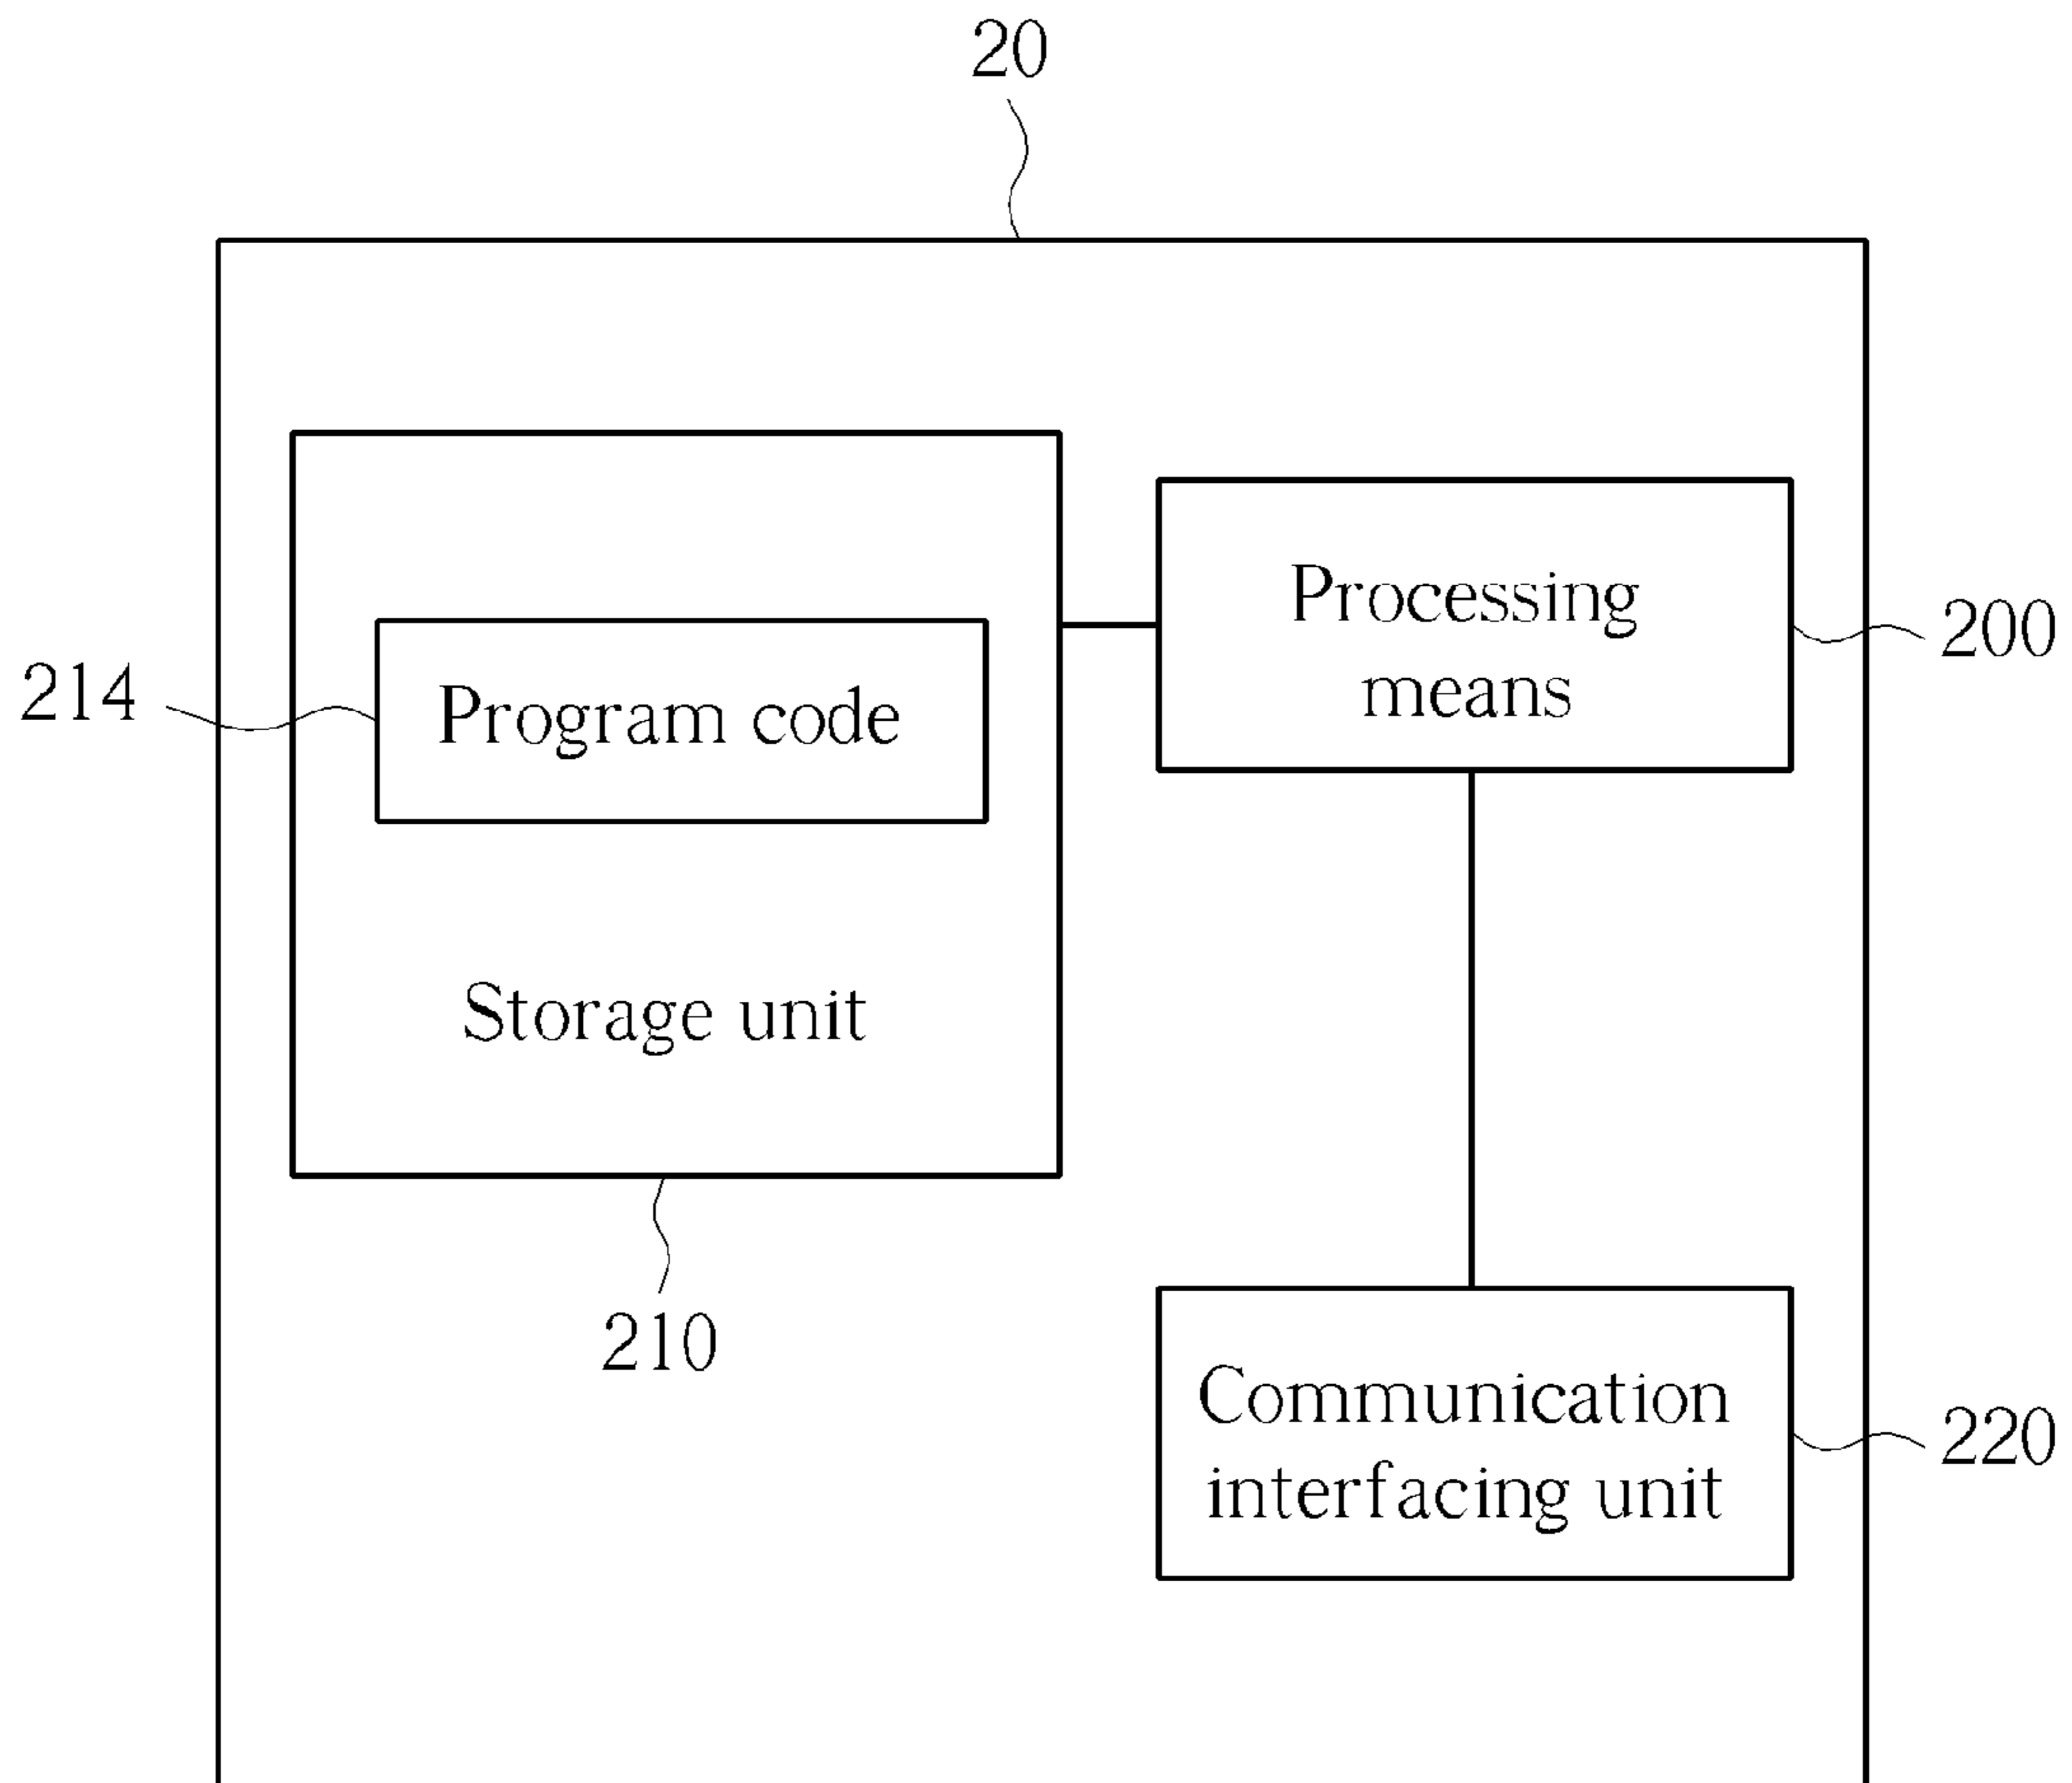 20
Processing
means
200
214
Program code
Storage unit
210
Communication
interfacing unit
220